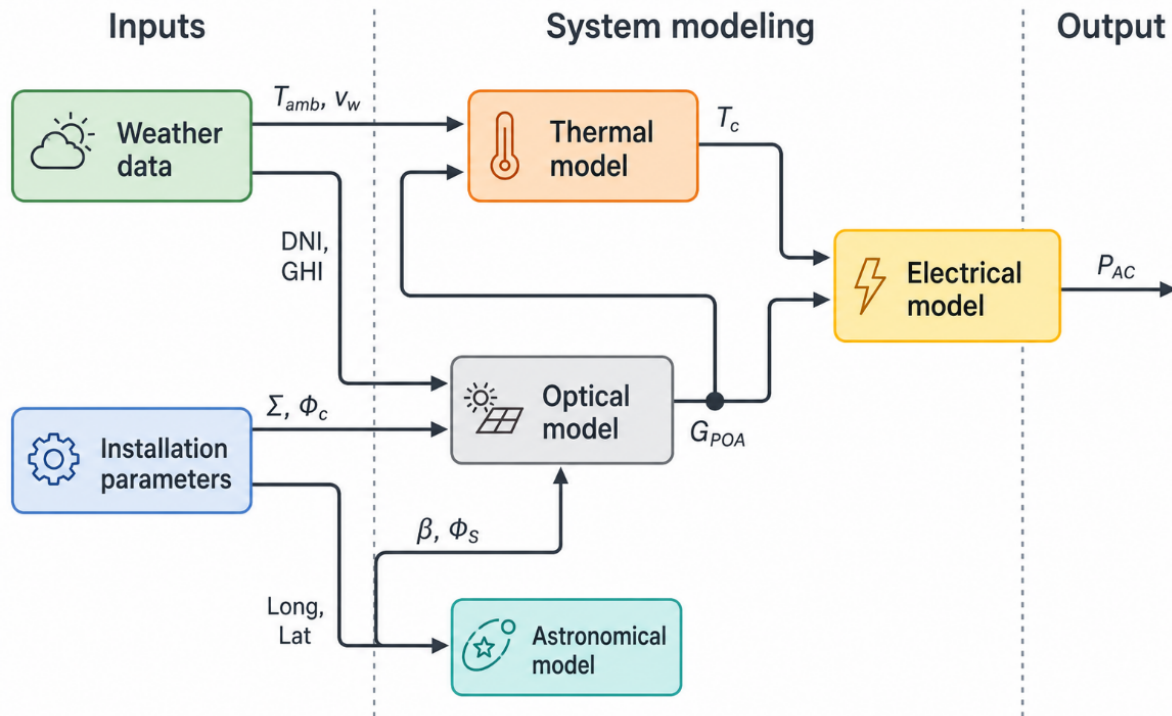 Inputs
System modeling
Output
Weather
data
T_amb, v_w
Thermal
model
T_c
DNI,
GHI
Electrical
model
P_AC
Optical
model
G_POA
Installation
parameters
Σ, Φ_c
β, Φ_S
Long,
Lat
Astronomical
model